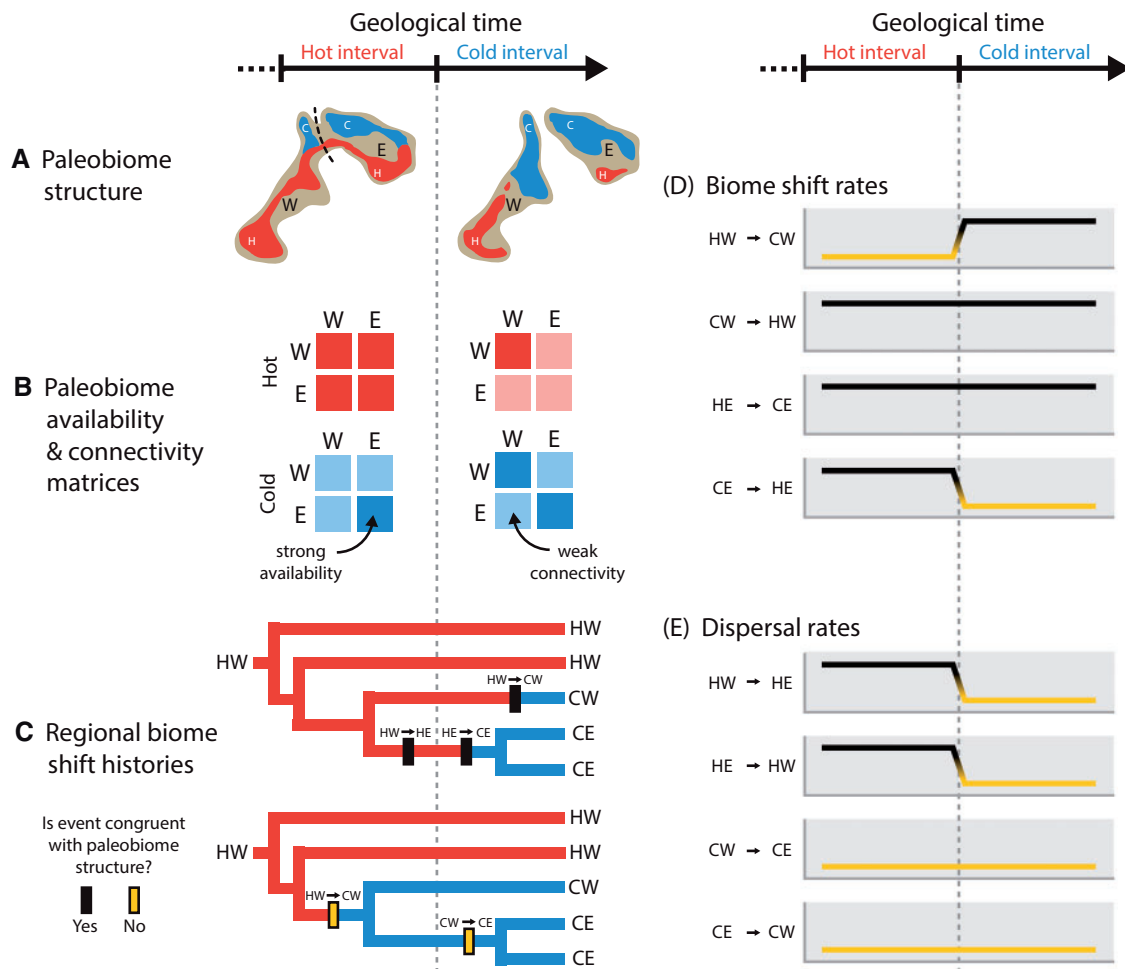 Geological time
Hot interval
Cold interval
A Paleobiome
structure
C
C
E
H
W
H
C
E
H
W
H
B Paleobiome
availability
& connectivity
matrices
W E
W
E
Hot
W E
W
E
Cold
strong
availability
W E
W
E
W E
W
E
weak
connectivity
C Regional biome
shift histories
Is event congruent
with paleobiome
structure?
Yes No
HW
HW
HW
HW → CW
CW
HW → HE
HE → CE
CE
CE
HW
HW
HW
HW → CW
CW
CW → CE
CE
CE
Geological time
Hot interval
Cold interval
(D) Biome shift rates
HW → CW
CW → HW
HE → CE
CE → HE
(E) Dispersal rates
HW → HE
HE → HW
CW → CE
CE → CW